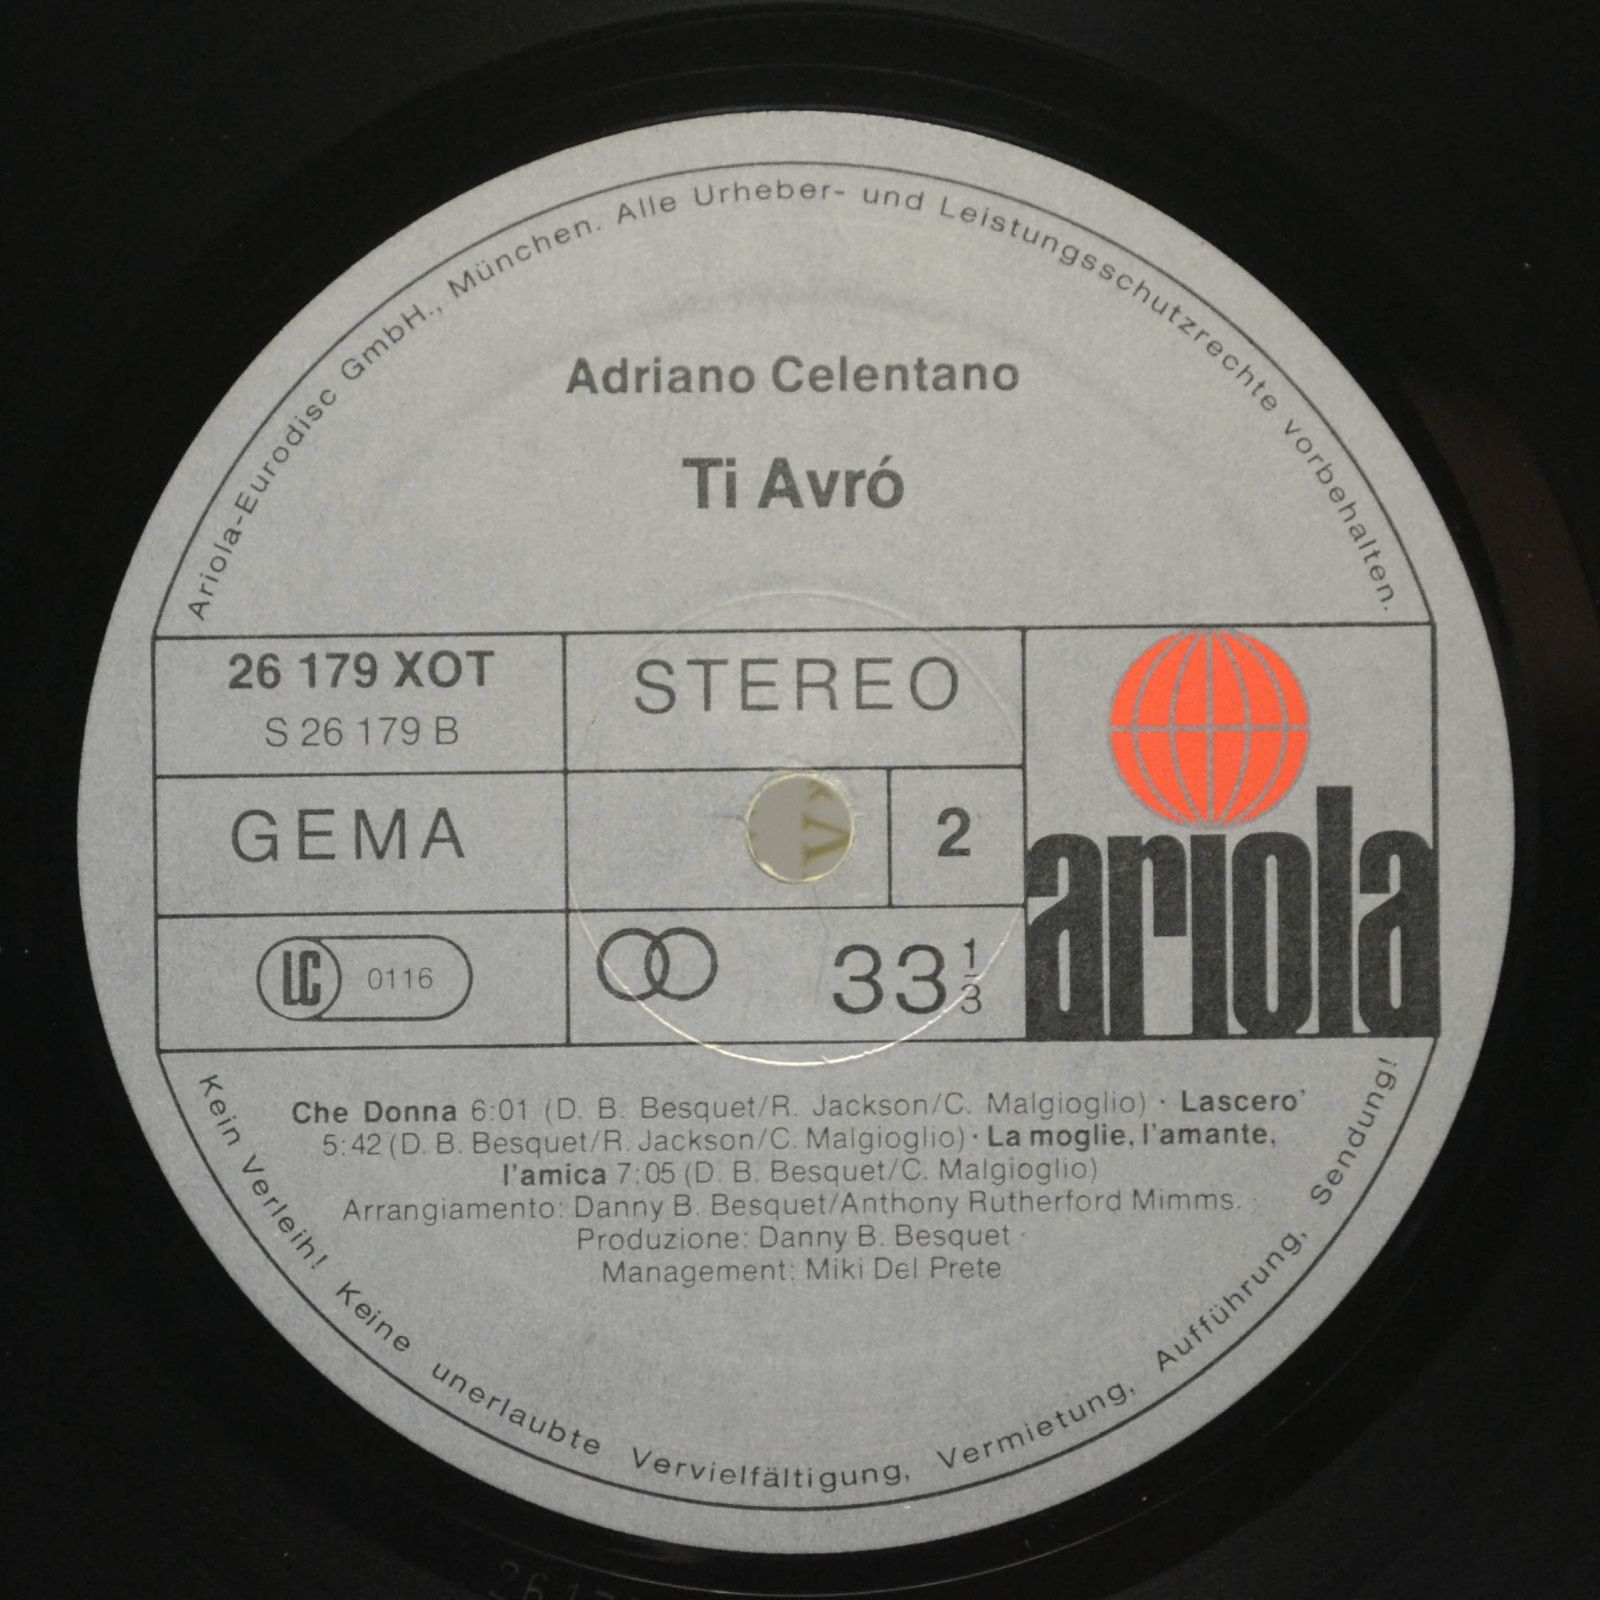 Ariola-Eurodisc GmbH., München. Alle Urheber- und Leistungsschutzrechte vorbehalten.
Adriano Celentano
Ti Avró
26 179 XOT
S 26 179 B
STEREO
GEMA
2
LC 0116
33 1/3
ariola
Che Donna 6:01 (D. B. Besquet/R. Jackson/C. Malgioglio) · Lascero'
5:42 (D. B. Besquet/R. Jackson/C. Malgioglio) · La moglie, l'amante,
l'amica 7:05 (D. B. Besquet/C. Malgioglio)
Arrangiamento: Danny B. Besquet/Anthony Rutherford Mimms.
Produzione: Danny B. Besquet
Management: Miki Del Prete
Kein Verleih! Keine unerlaubte Vervielfältigung, Vermietung, Aufführung, Sendung!